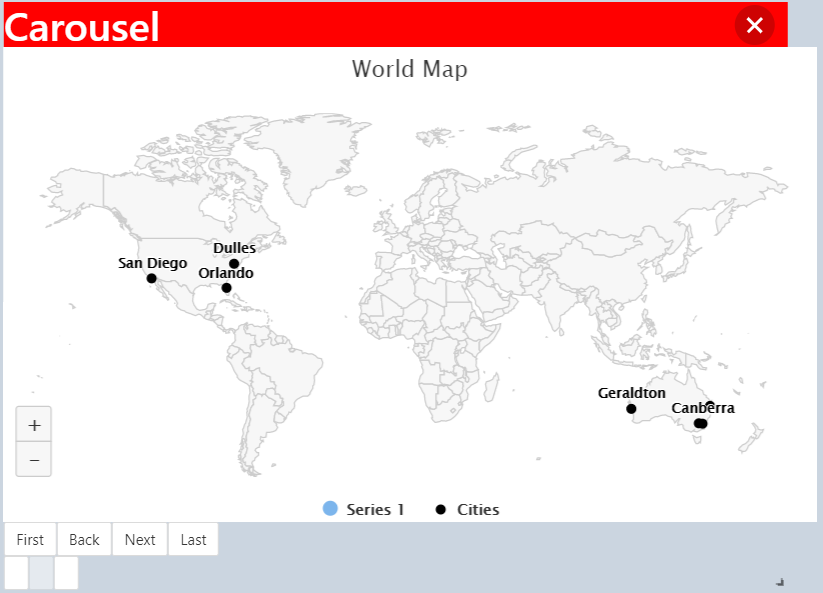 Carousel
World Map
Dulles
San Diego
Orlando
Geraldton
Canberra
+
−
Series 1 Cities
First Back Next Last